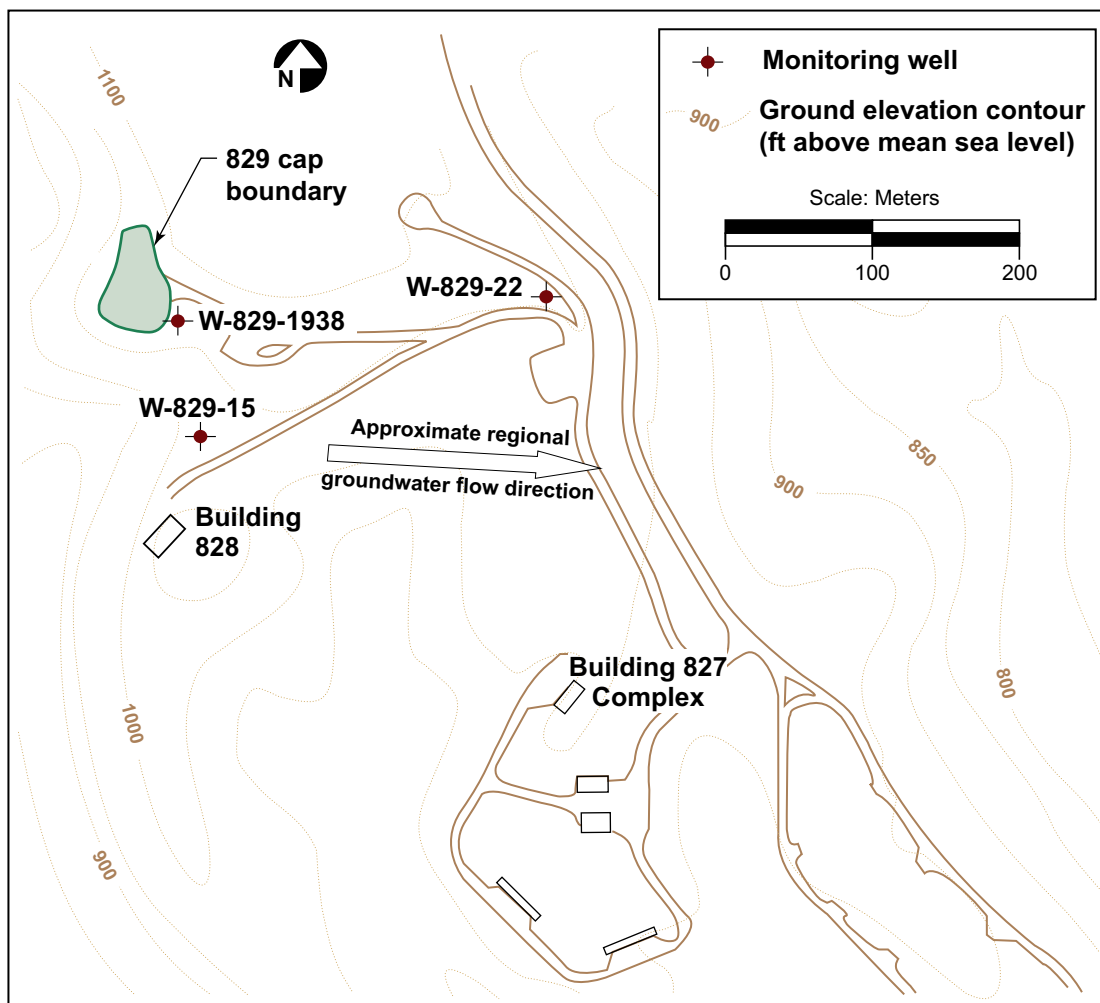 1100
N
829 cap
boundary
Monitoring well
900
Ground elevation contour
(ft above mean sea level)
Scale: Meters
0 100 200
W-829-22
W-829-1938
W-829-15
Approximate regional
groundwater flow direction
850
900
Building
828
Building 827
Complex
800
1000
900